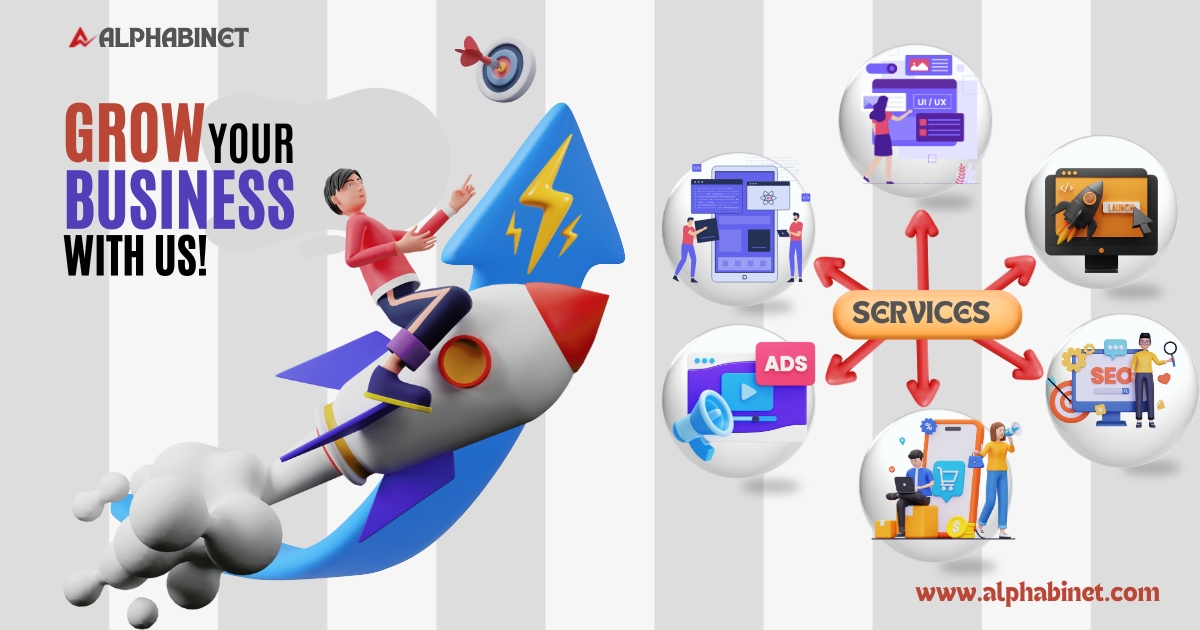 ALPHABINET
GROW YOUR
BUSINESS
WITH US!
UI / UX
LAUNCH
SERVICES
ADS
SEO
%
$
www.alphabinet.com